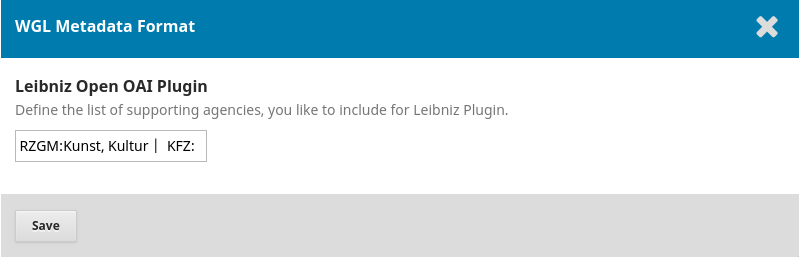 WGL Metadata Format
Leibniz Open OAI Plugin
Define the list of supporting agencies, you like to include for Leibniz Plugin.
RZGM:Kunst, Kultur | KFZ:
Save